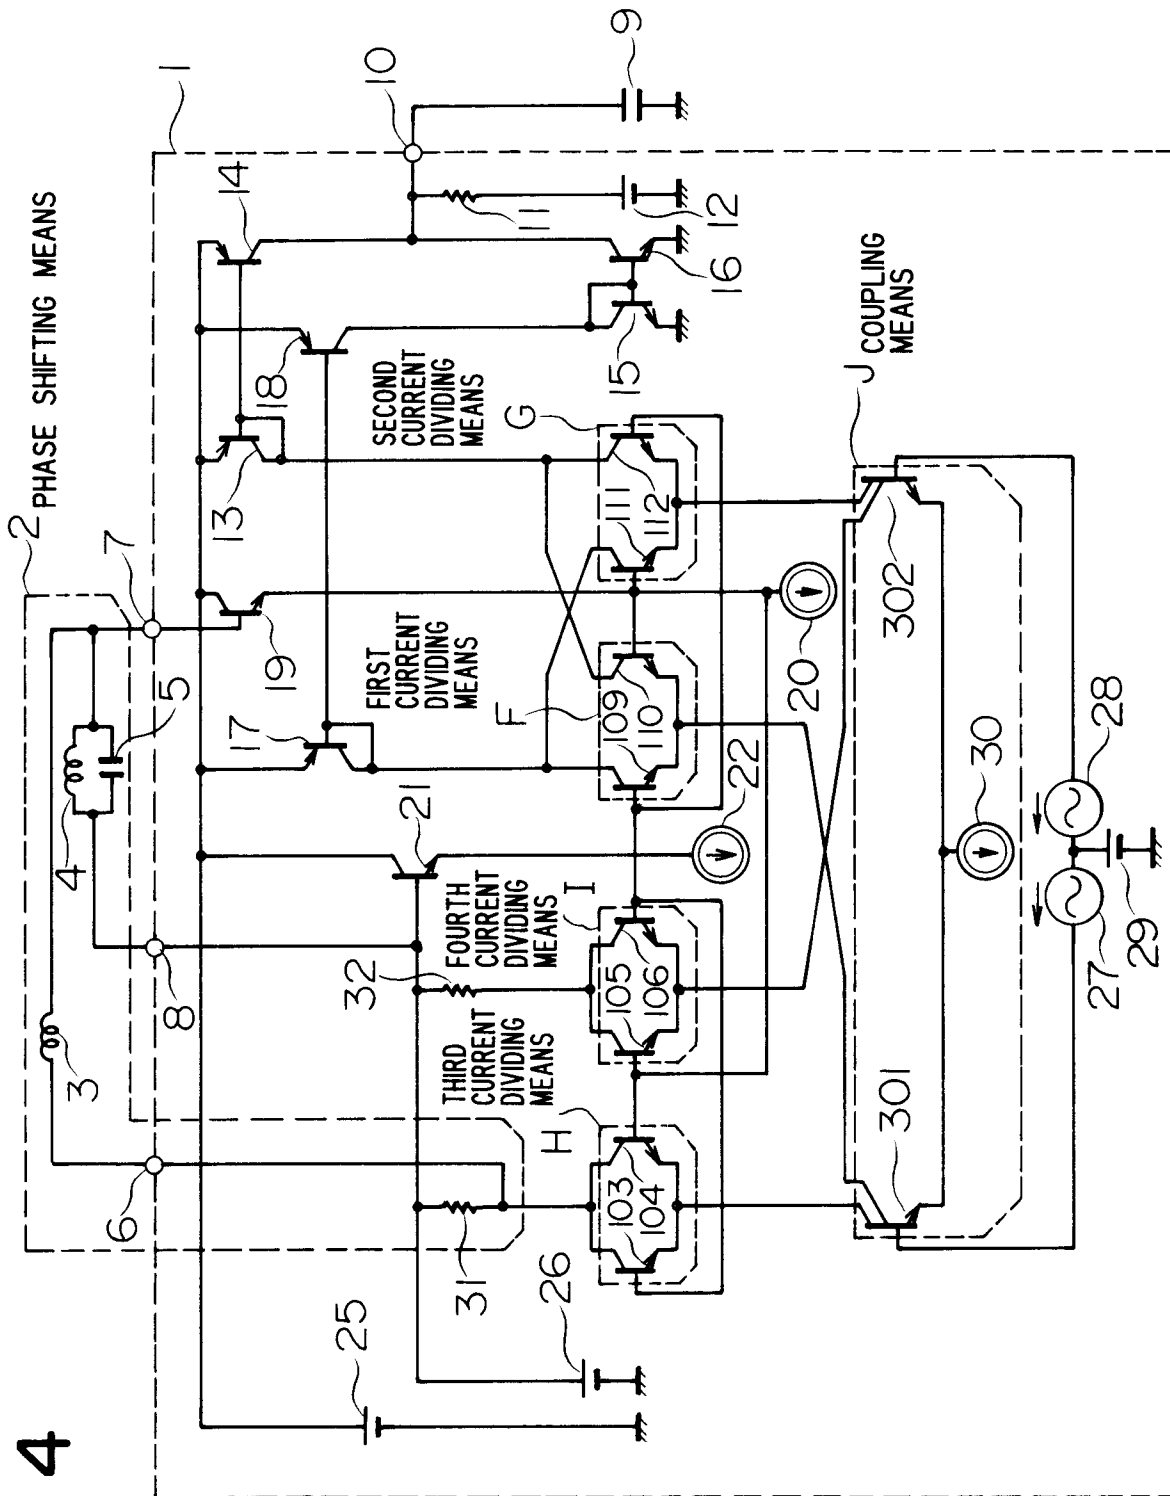 4
2
PHASE SHIFTING MEANS
1
3
4
5
6
8
7
10
9
25
17
19
13
18
14
11
12
21
FIRST
CURRENT
DIVIDING
MEANS
SECOND
CURRENT
DIVIDING
MEANS
15
16
31
32
THIRD
CURRENT
DIVIDING
MEANS
FOURTH
CURRENT
DIVIDING
MEANS
26
H
I
F
G
103
104
105
106
109
110
111
112
22
20
J COUPLING
MEANS
301
302
30
27
28
29